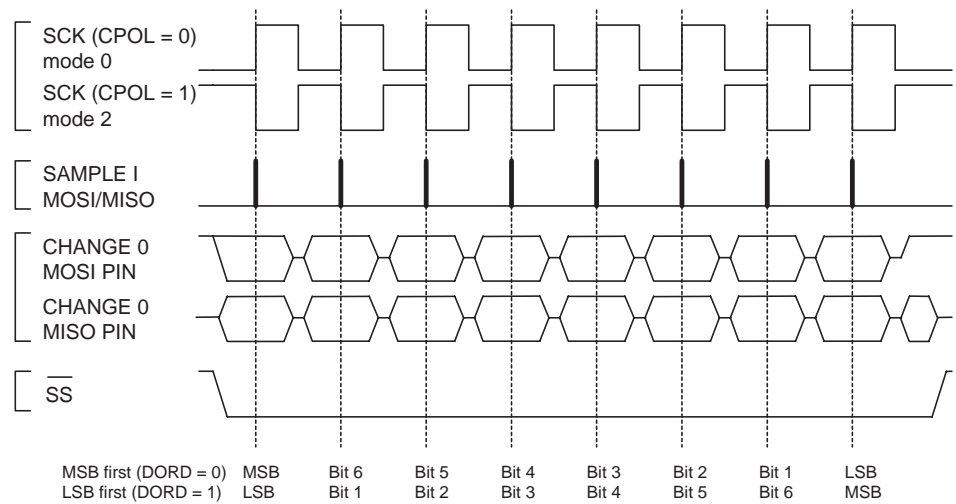 SCK (CPOL = 0)
mode 0
SCK (CPOL = 1)
mode 2
SAMPLE I
MOSI/MISO
CHANGE 0
MOSI PIN
CHANGE 0
MISO PIN
SS
MSB first (DORD = 0) MSB Bit 6 Bit 5 Bit 4 Bit 3 Bit 2 Bit 1 LSB
LSB first (DORD = 1) LSB Bit 1 Bit 2 Bit 3 Bit 4 Bit 5 Bit 6 MSB